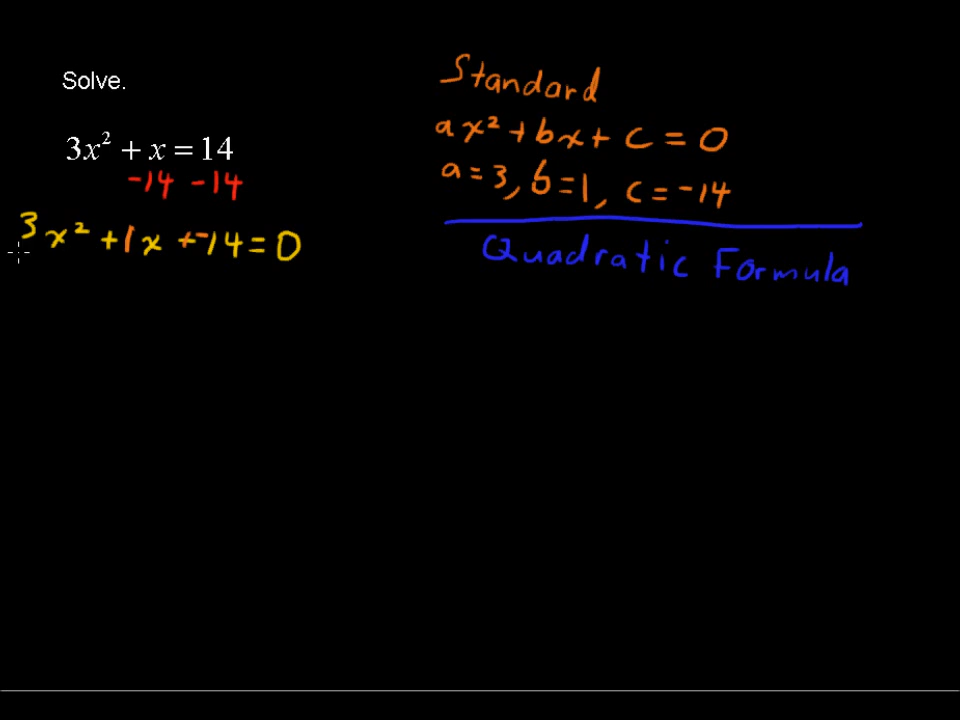 Solve.
3x² + x = 14
-14 -14
3x² + 1x + -14 = 0
Standard
ax² + bx + c = 0
a = 3, b = 1, c = -14
Quadratic Formula